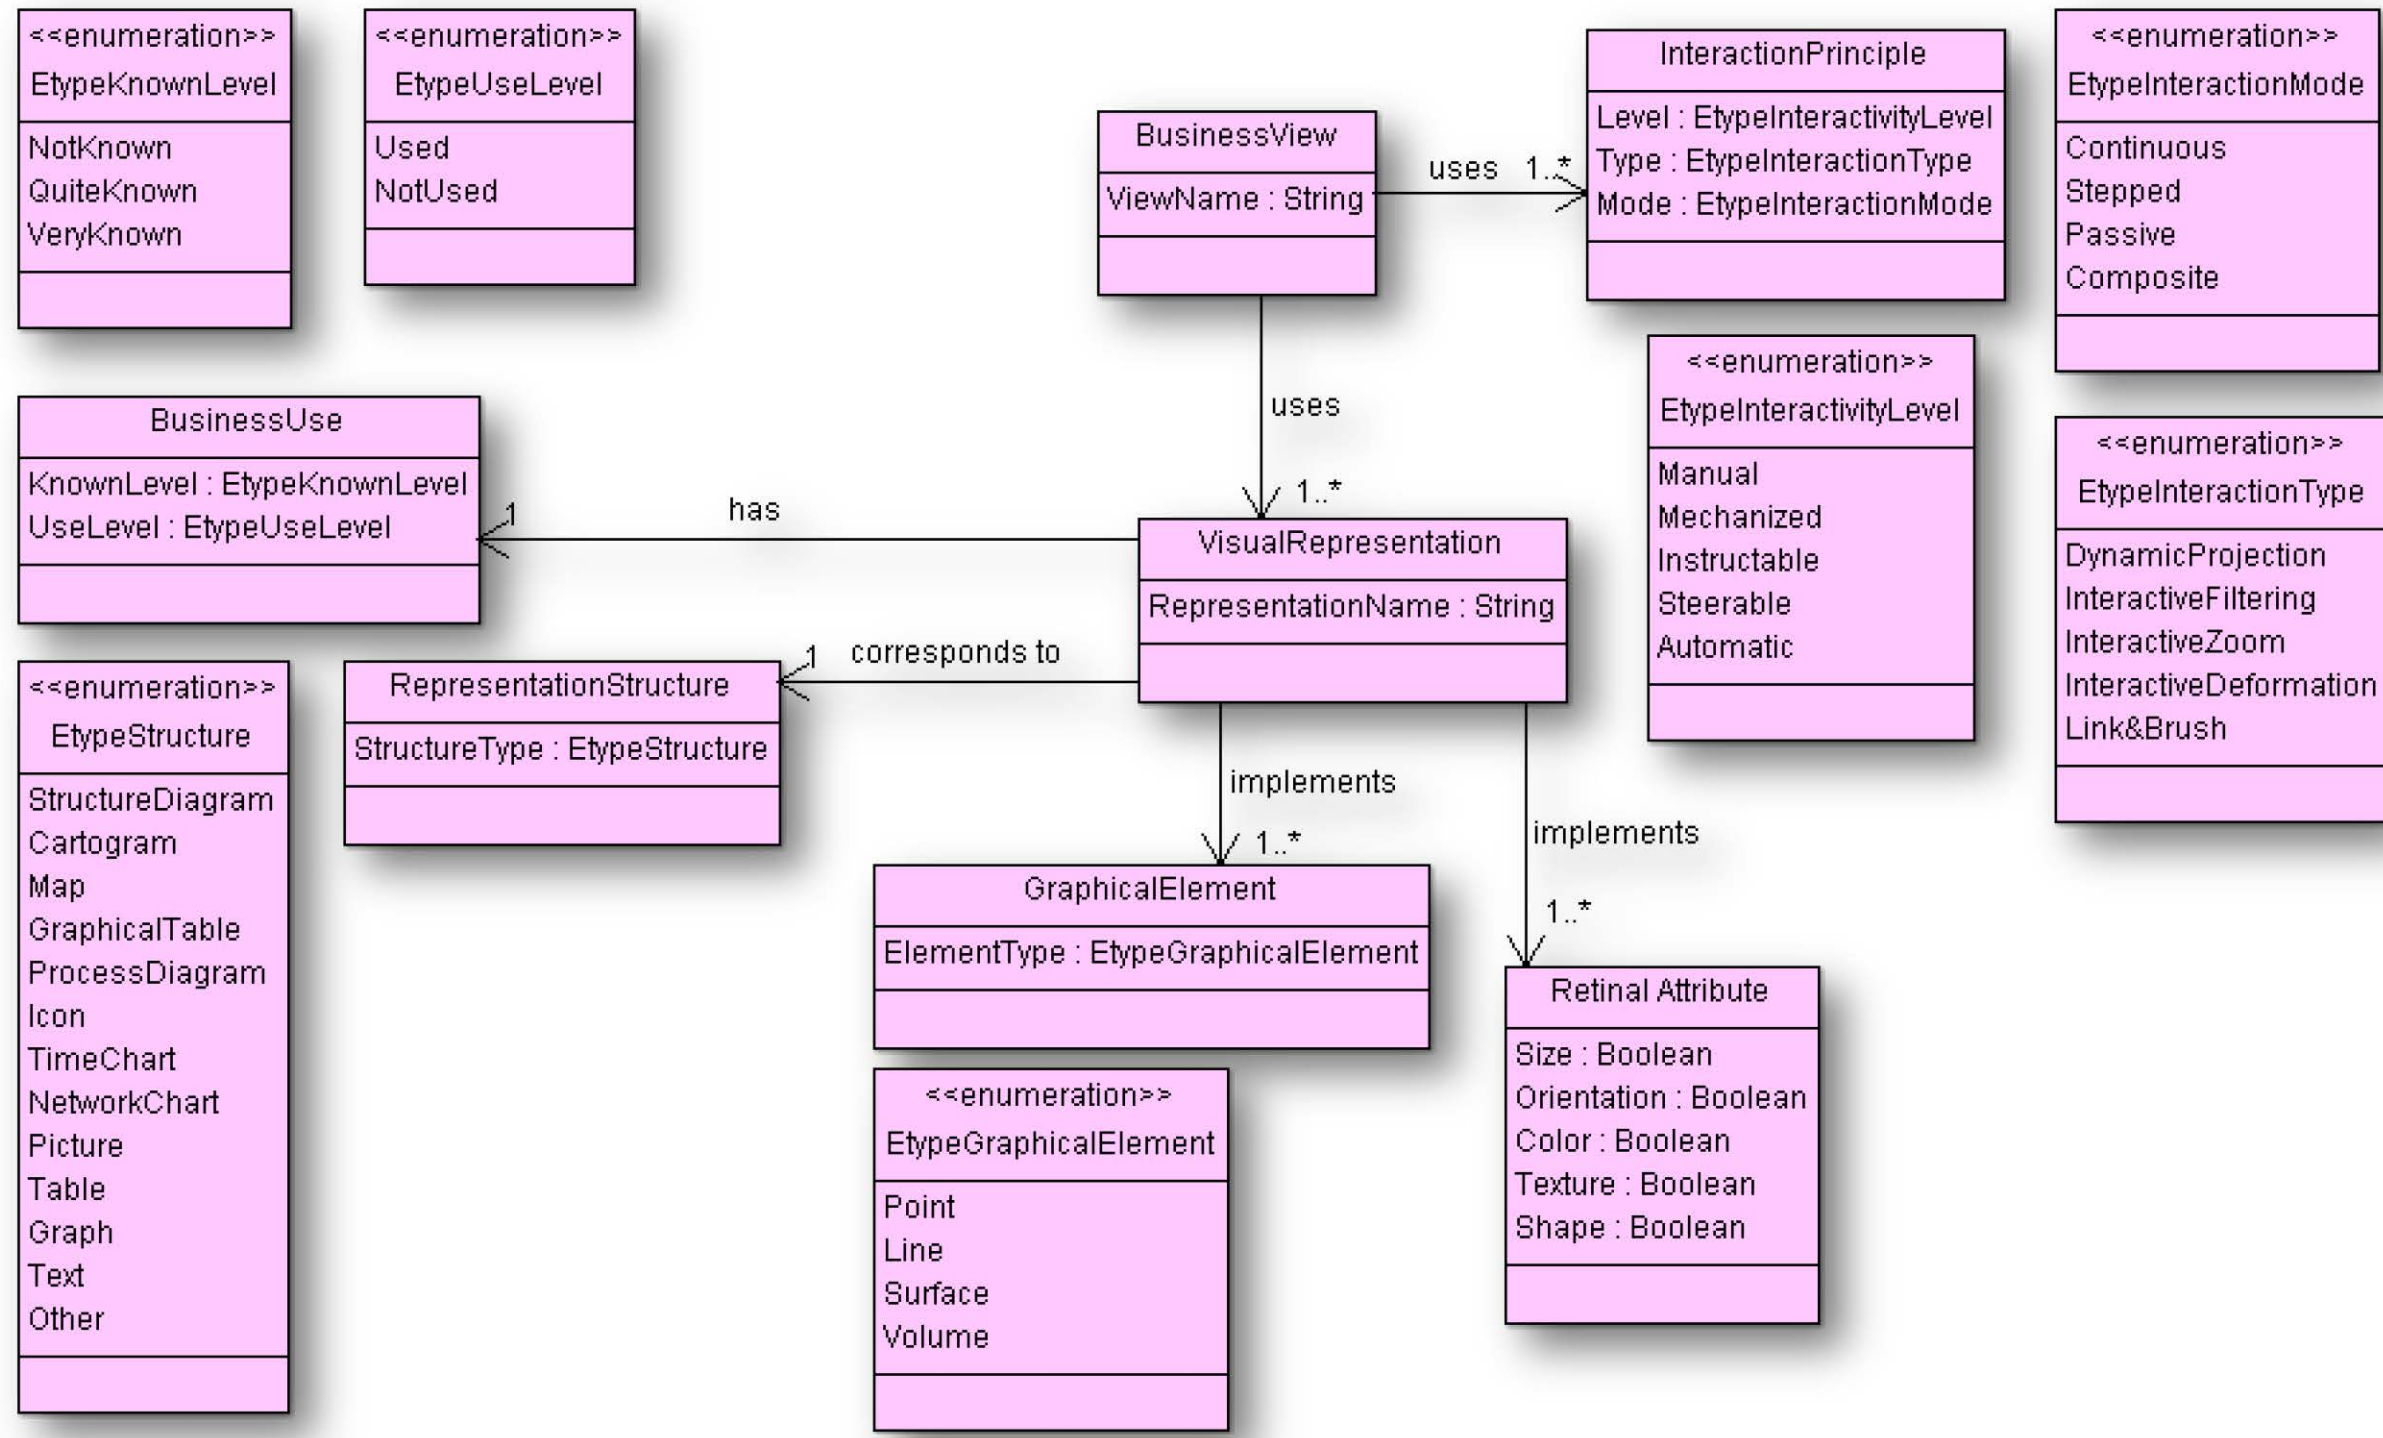 <<enumeration>>
EtypeKnownLevel
NotKnown
QuiteKnown
VeryKnown
<<enumeration>>
EtypeUseLevel
Used
NotUsed
BusinessView
ViewName : String
uses 1..*
InteractionPrinciple
Level : EtypeInteractivityLevel
Type : EtypeInteractionType
Mode : EtypeInteractionMode
<<enumeration>>
EtypeInteractionMode
Continuous
Stepped
Passive
Composite
uses
1..*
<<enumeration>>
EtypeInteractivityLevel
Manual
Mechanized
Instructable
Steerable
Automatic
<<enumeration>>
EtypeInteractionType
DynamicProjection
InteractiveFiltering
InteractiveZoom
InteractiveDeformation
Link&Brush
BusinessUse
KnownLevel : EtypeKnownLevel
UseLevel : EtypeUseLevel
1 has
VisualRepresentation
RepresentationName : String
1 corresponds to
<<enumeration>>
EtypeStructure
StructureDiagram
Cartogram
Map
GraphicalTable
ProcessDiagram
Icon
TimeChart
NetworkChart
Picture
Table
Graph
Text
Other
RepresentationStructure
StructureType : EtypeStructure
implements
1..*
implements
1..*
GraphicalElement
ElementType : EtypeGraphicalElement
<<enumeration>>
EtypeGraphicalElement
Point
Line
Surface
Volume
Retinal Attribute
Size : Boolean
Orientation : Boolean
Color : Boolean
Texture : Boolean
Shape : Boolean